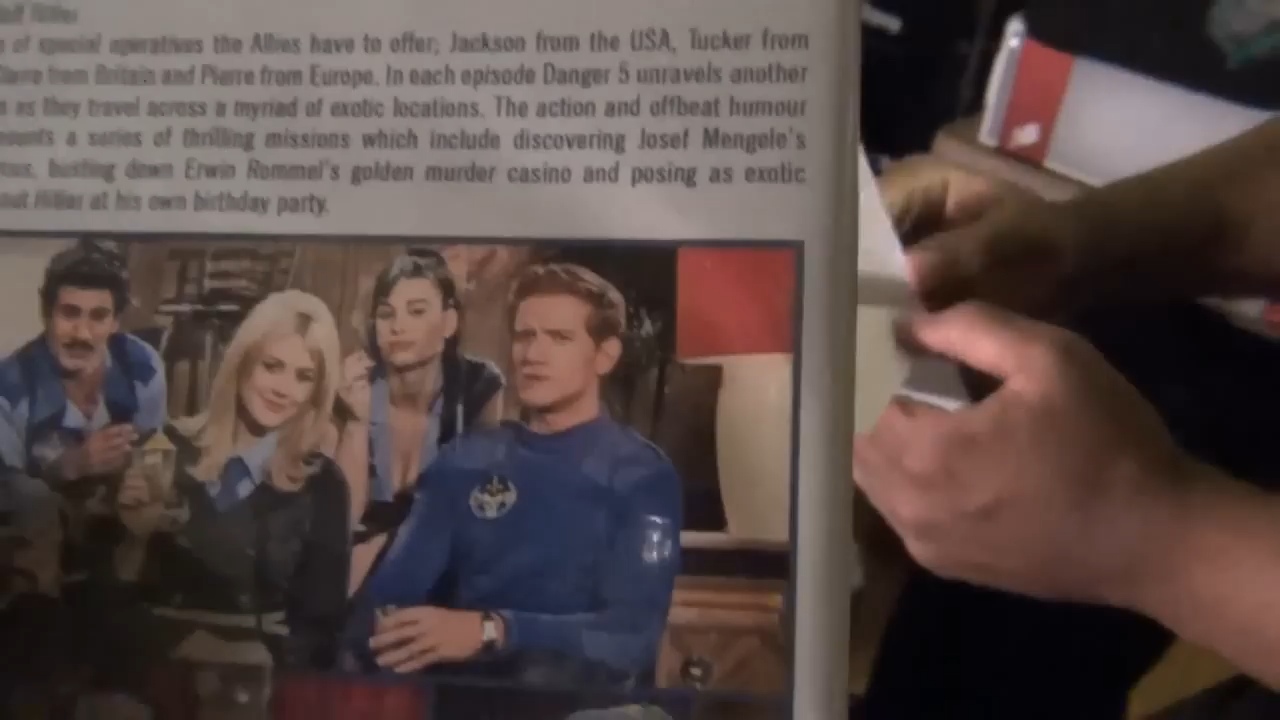 of special operatives the Allies have to offer; Jackson from the USA, Tucker from
from Britain and Pierre from Europe. In each episode Danger 5 unravels another
as they travel across a myriad of exotic locations. The action and offbeat humour
a series of thrilling missions which include discovering Josef Mengele's
busting down Erwin Rommel's golden murder casino and posing as exotic
Hitler at his own birthday party.